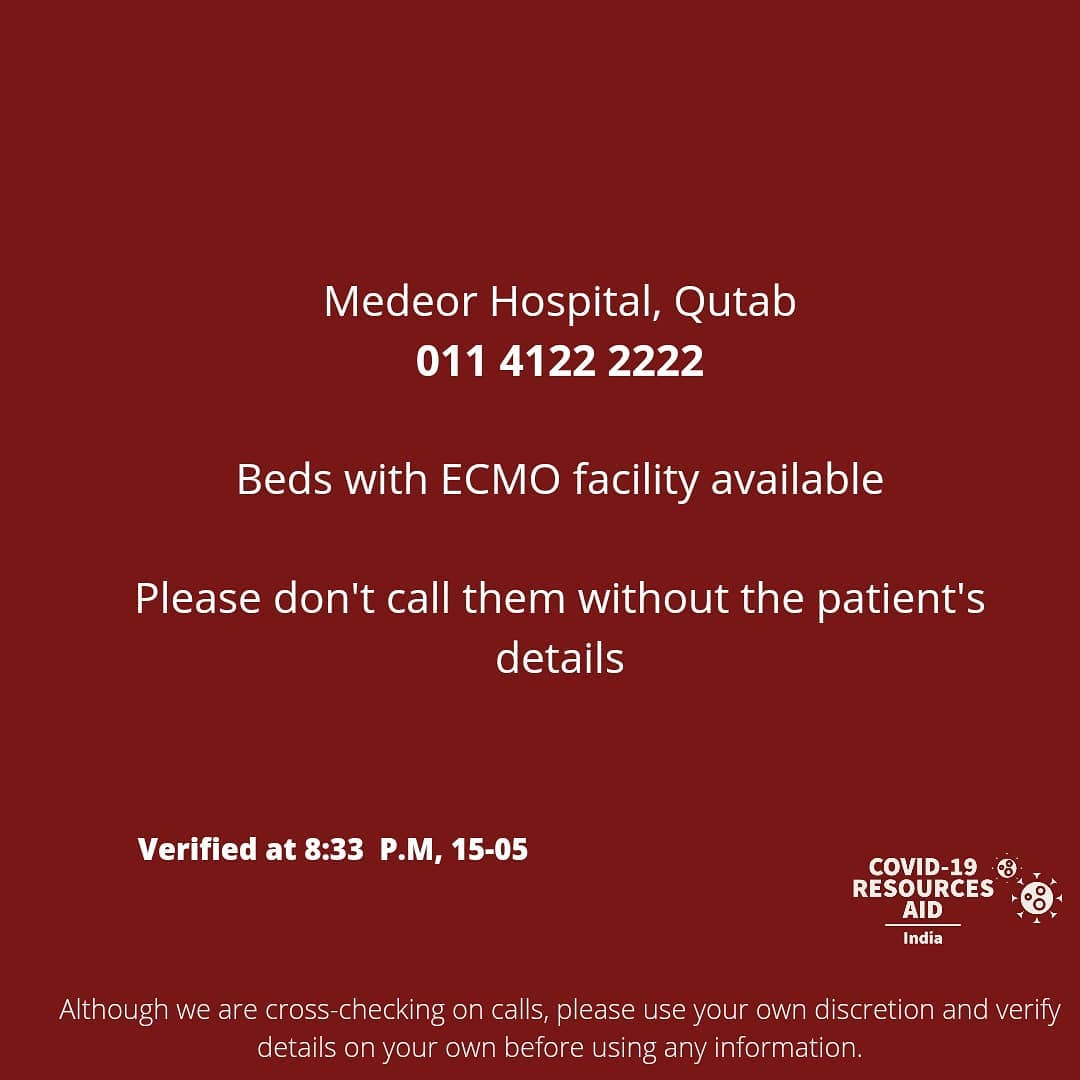 Medeor Hospital, Qutab
011 4122 2222
Beds with ECMO facility available
Please don't call them without the patient's
details
Verified at 8:33 P.M, 15-05
COVID-19
RESOURCES
AID
India
Although we are cross-checking on calls, please use your own discretion and verify
details on your own before using any information.